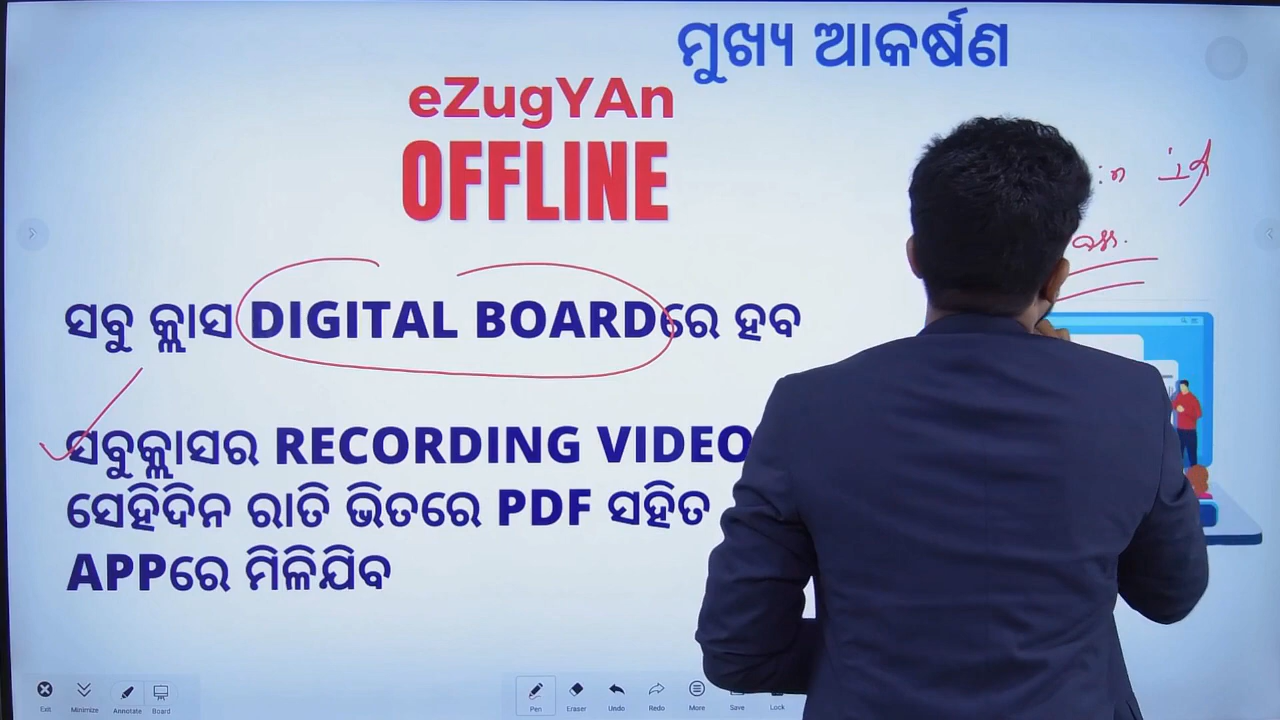 ମୁଖ୍ୟ ଆକର୍ଷଣ
eZugYAn
OFFLINE
ସବୁ କ୍ଲାସ DIGITAL BOARDରେ ହବ
ସବୁକ୍ଲାସର RECORDING VIDEO
ସେହିଦିନ ରାତି ଭିତରେ PDF ସହିତ
APPରେ ମିଳିଯିବ
Exit Minimize Annotate Board Pen Eraser Undo Redo More Save Lock